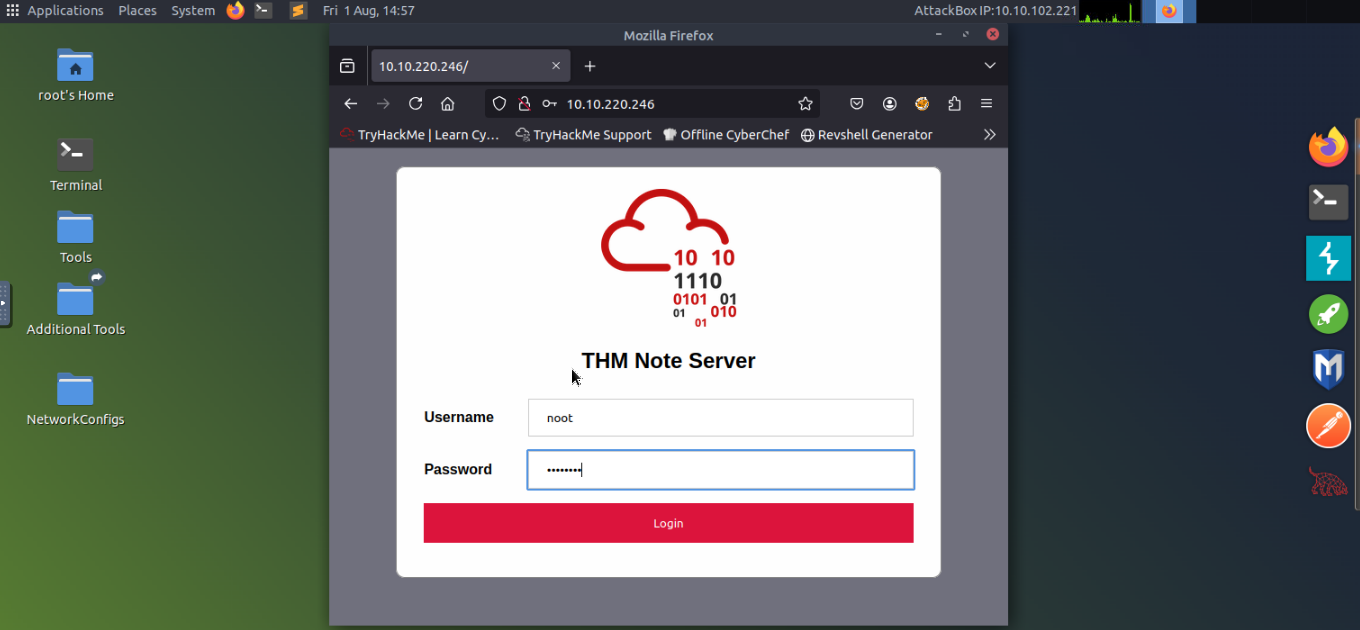 Applications Places System Fri 1 Aug, 14:57 AttackBox IP:10.10.102.221
Mozilla Firefox
10.10.220.246/
10.10.220.246
TryHackMe | Learn Cy... TryHackMe Support Offline CyberChef Revshell Generator
root's Home
Terminal
Tools
Additional Tools
NetworkConfigs
10 10
1110
0101 01
01 010
01
THM Note Server
Username noot
Password ••••••••
Login